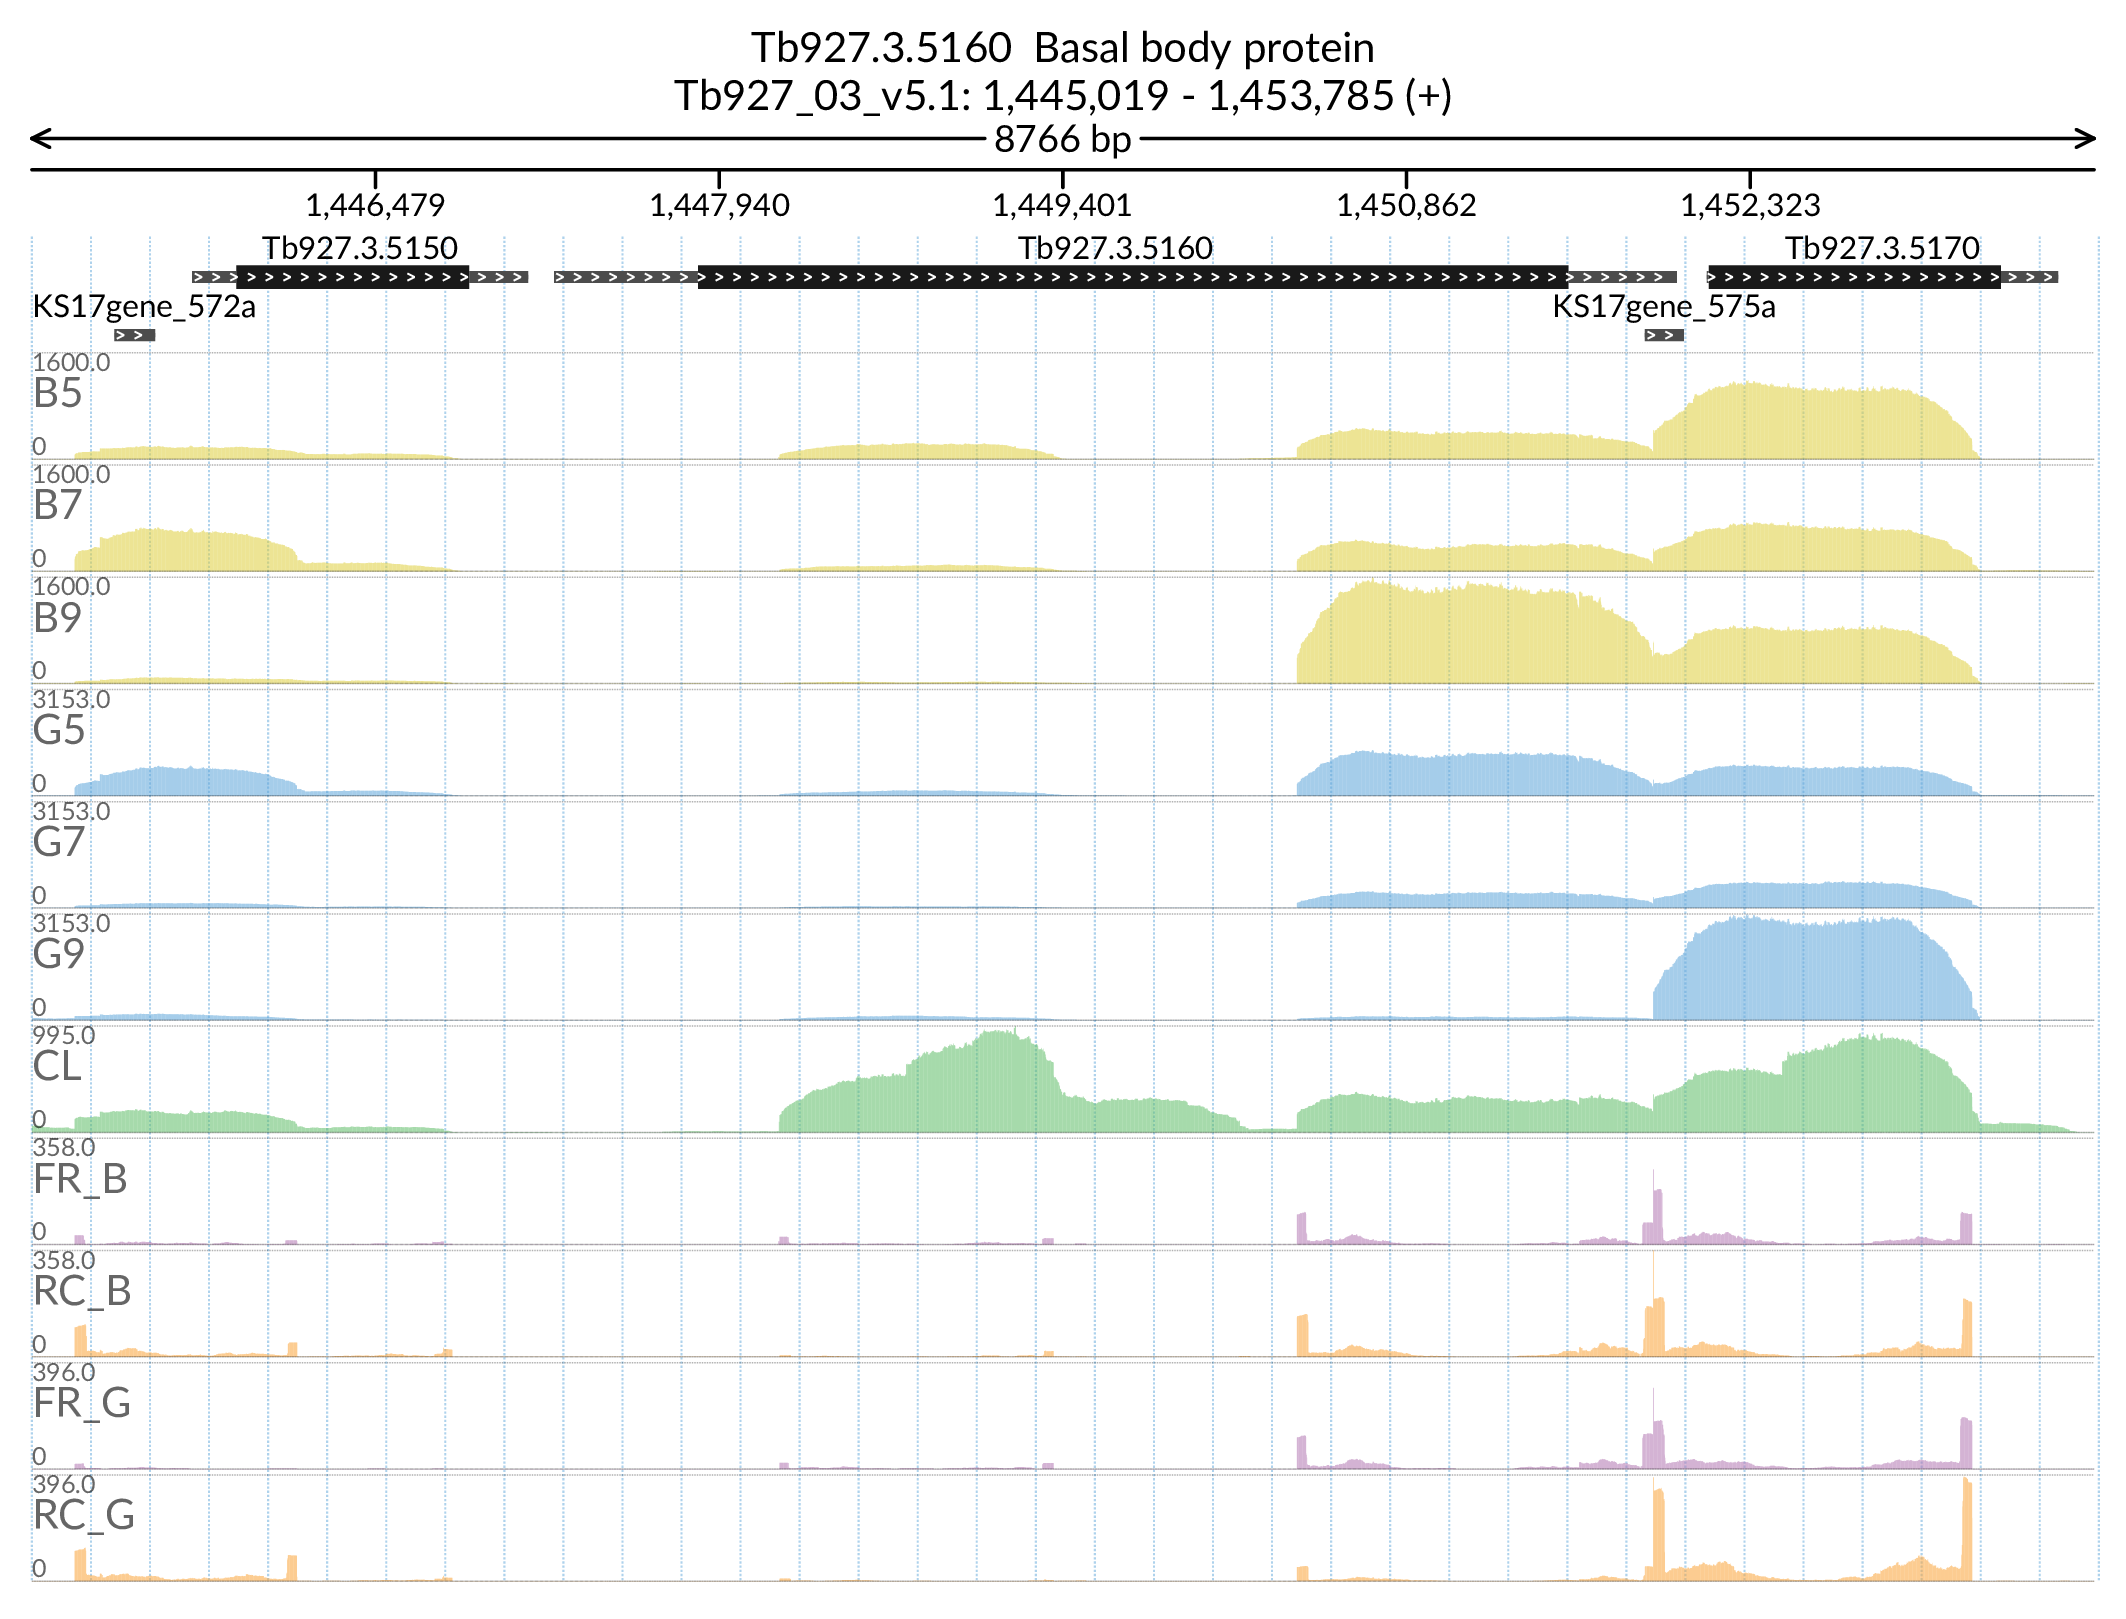 Tb927.3.5160  Basal body protein
Tb927_03_v5.1: 1,445,019 - 1,453,785 (+)
8766 bp
1,446,479 1,447,940 1,449,401 1,450,862 1,452,323
Tb927.3.5150 Tb927.3.5160 Tb927.3.5170
KS17gene_572a KS17gene_575a
1600.0
B5
0
1600.0
B7
0
1600.0
B9
0
3153.0
G5
0
3153.0
G7
0
3153.0
G9
0
995.0
CL
0
358.0
FR_B
0
358.0
RC_B
0
396.0
FR_G
0
396.0
RC_G
0